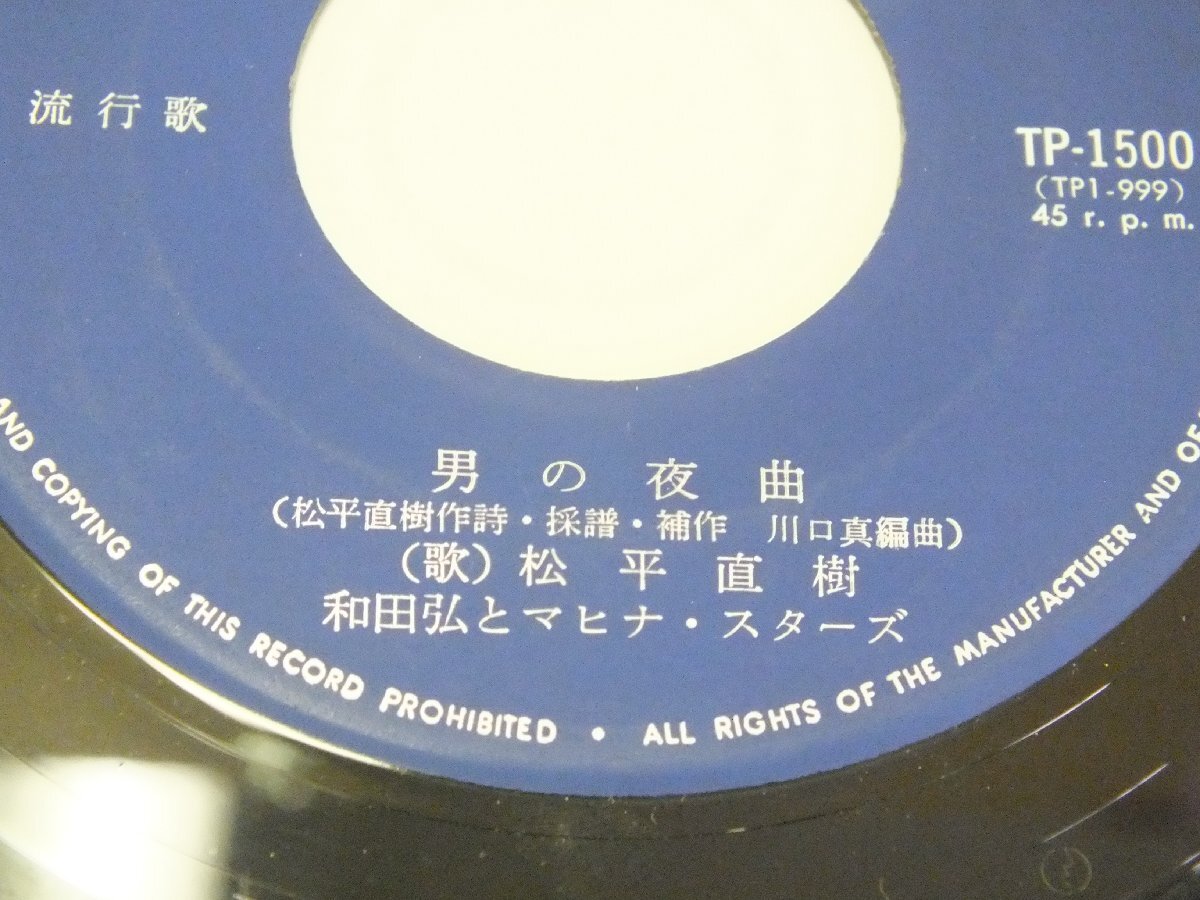 流行歌
TP-1500
(TP1-999)
45 r. p. m.
男の夜曲
(松平直樹作詩・採譜・補作 川口真編曲)
(歌)松平直樹
和田弘とマヒナ・スターズ
AND COPYING OF THIS RECORD PROHIBITED • ALL RIGHTS OF THE MANUFACTURER AND OF